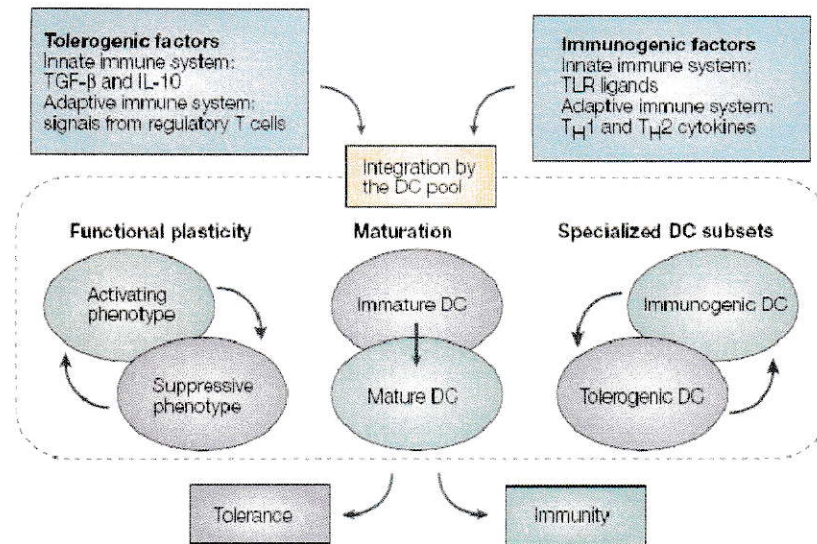 Tolerogenic factors
Innate immune system:
TGF-β and IL-10
Adaptive immune system:
signals from regulatory T cells
Immunogenic factors
Innate immune system:
TLR ligands
Adaptive immune system:
TH1 and TH2 cytokines
Integration by
the DC pool
Functional plasticity
Activating
phenotype
Suppressive
phenotype
Maturation
Immature DC
Mature DC
Specialized DC subsets
Immunogenic DC
Tolerogenic DC
Tolerance
Immunity